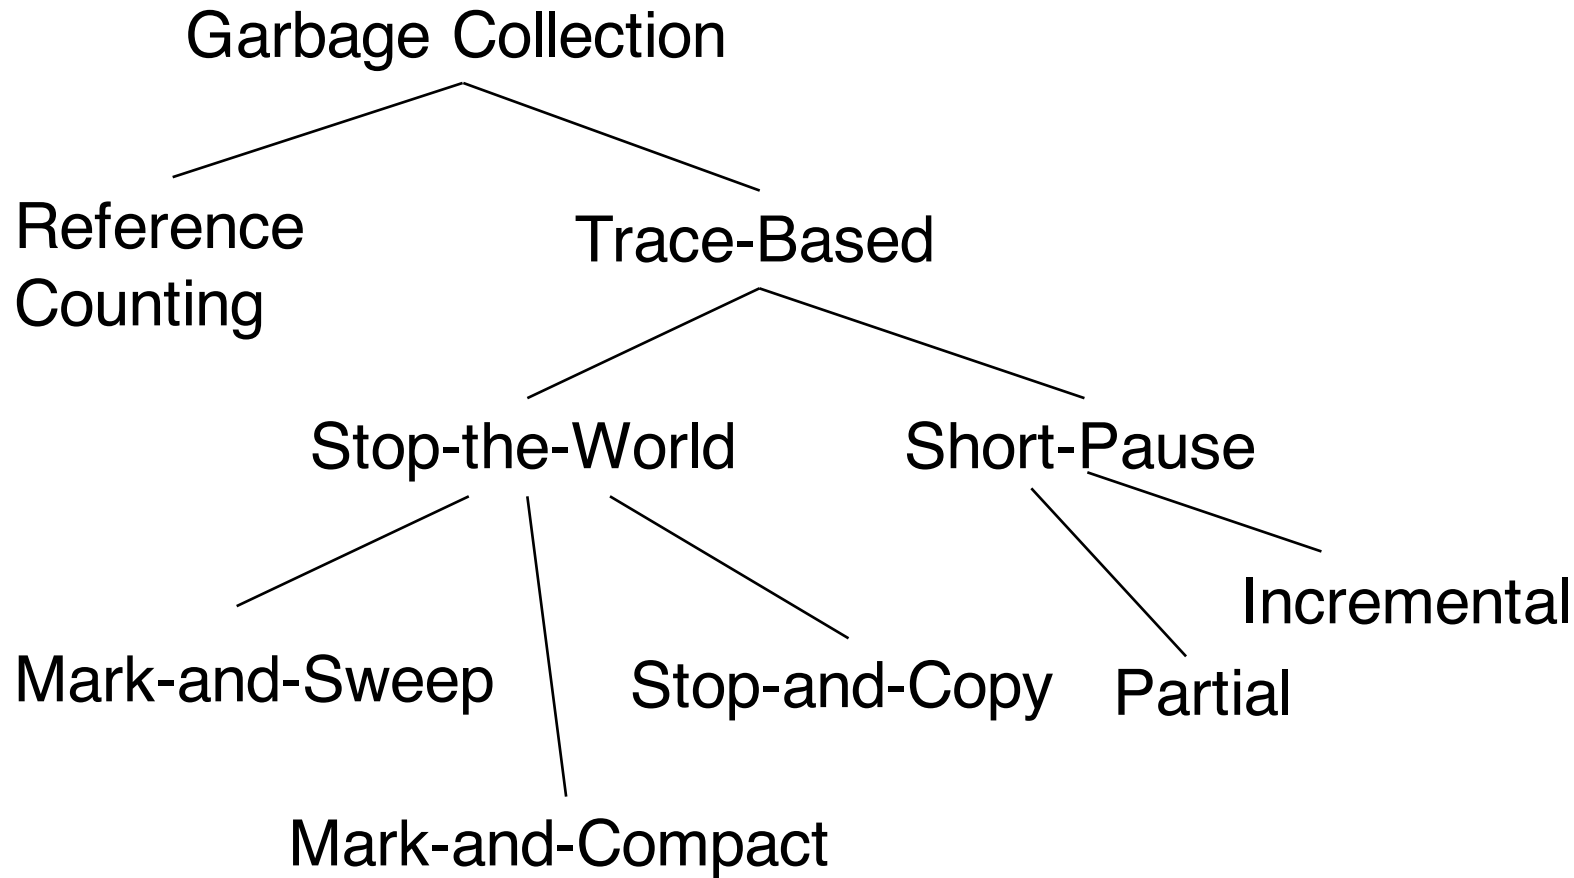 Garbage Collection
Reference
Counting
Trace-Based
Stop-the-World
Short-Pause
Incremental
Mark-and-Sweep
Stop-and-Copy
Partial
Mark-and-Compact